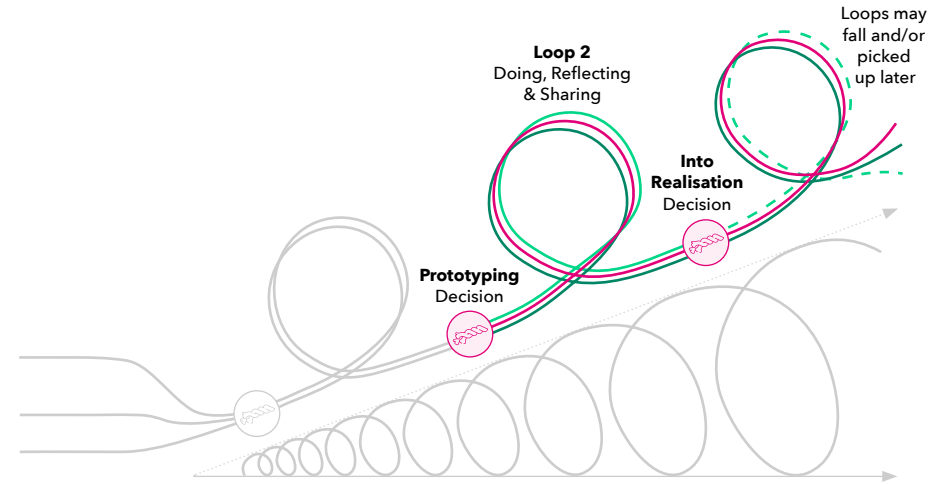 Loops may
fall and/or
picked
up later
Loop 2
Doing, Reflecting
& Sharing
Into
Realisation
Decision
Prototyping
Decision